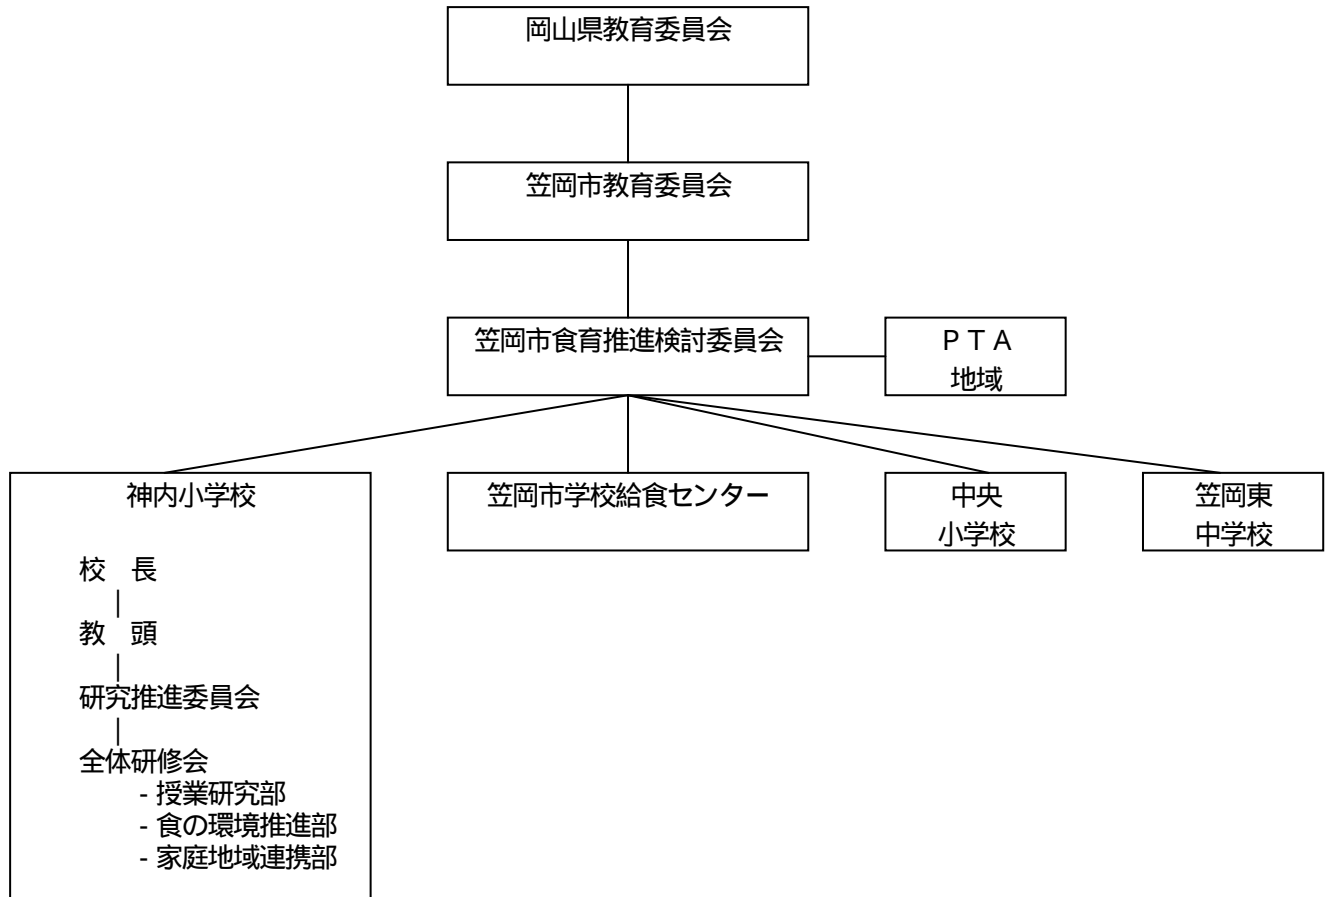 岡山県教育委員会
笠岡市教育委員会
笠岡市食育推進検討委員会
ＰＴＡ
地域
神内小学校
校　長
教　頭
研究推進委員会
全体研修会
- 授業研究部
- 食の環境推進部
- 家庭地域連携部
笠岡市学校給食センター
中央
小学校
笠岡東
中学校